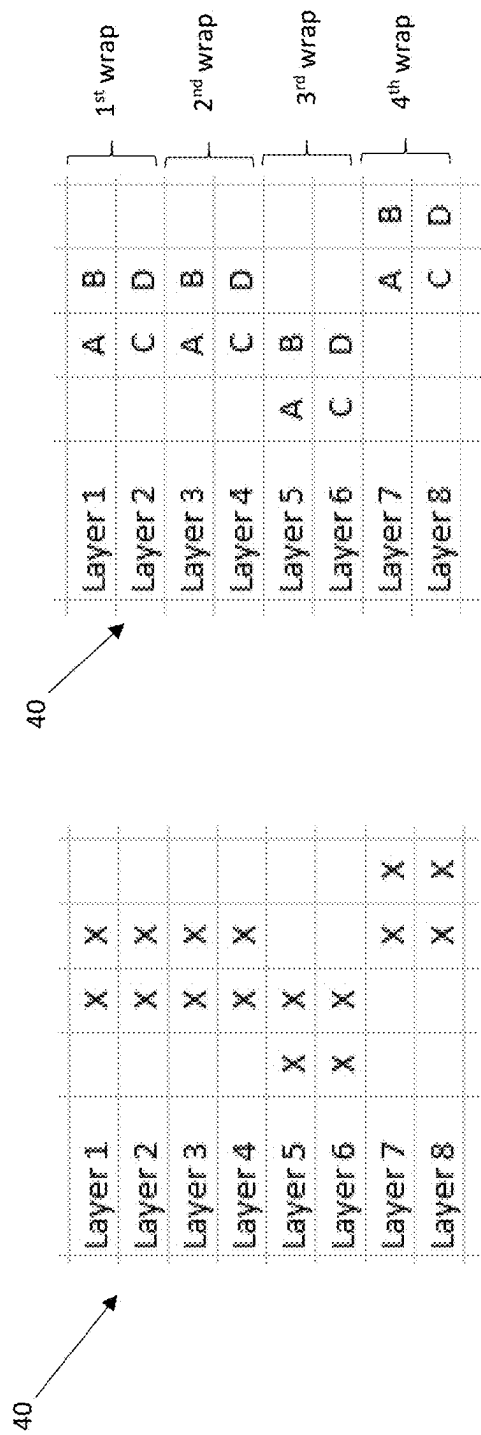 40
Layer 1 X X
Layer 2 X X
Layer 3 X X
Layer 4 X X
Layer 5 X X
Layer 6 X X
Layer 7 X X
Layer 8 X X
40
Layer 1 A B
Layer 2 C D
1st wrap
Layer 3 A B
Layer 4 C D
2nd wrap
Layer 5 A B
Layer 6 C D
3rd wrap
Layer 7 A B
Layer 8 C D
4th wrap